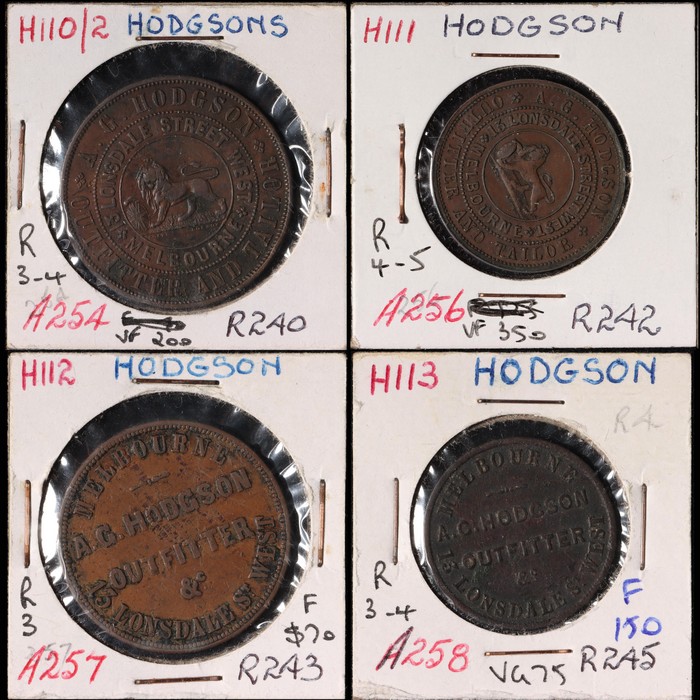 H110/2 HODGSONS
A. G. HODGSON
OUTFITTER AND TAILOR
LONSDALE STREET WEST
MELBOURNE
R
3-4
A254
VF 200
R240
H111 HODGSON
A. G. HODGSON
AND TAILOR
15 LONSDALE STREET WEST
MELBOURNE
R
4-5
A256
VF 350
R242
H112 HODGSON
MELBOURNE
A. G. HODGSON
OUTFITTER
&c
15 LONSDALE ST WEST
R
3
A257
F
$70
R243
H113 HODGSON
R4
MELBOURNE
A. G. HODGSON
OUTFITTER
&c
15 LONSDALE ST WEST
R
3-4
A258
VG75
F
150
R245